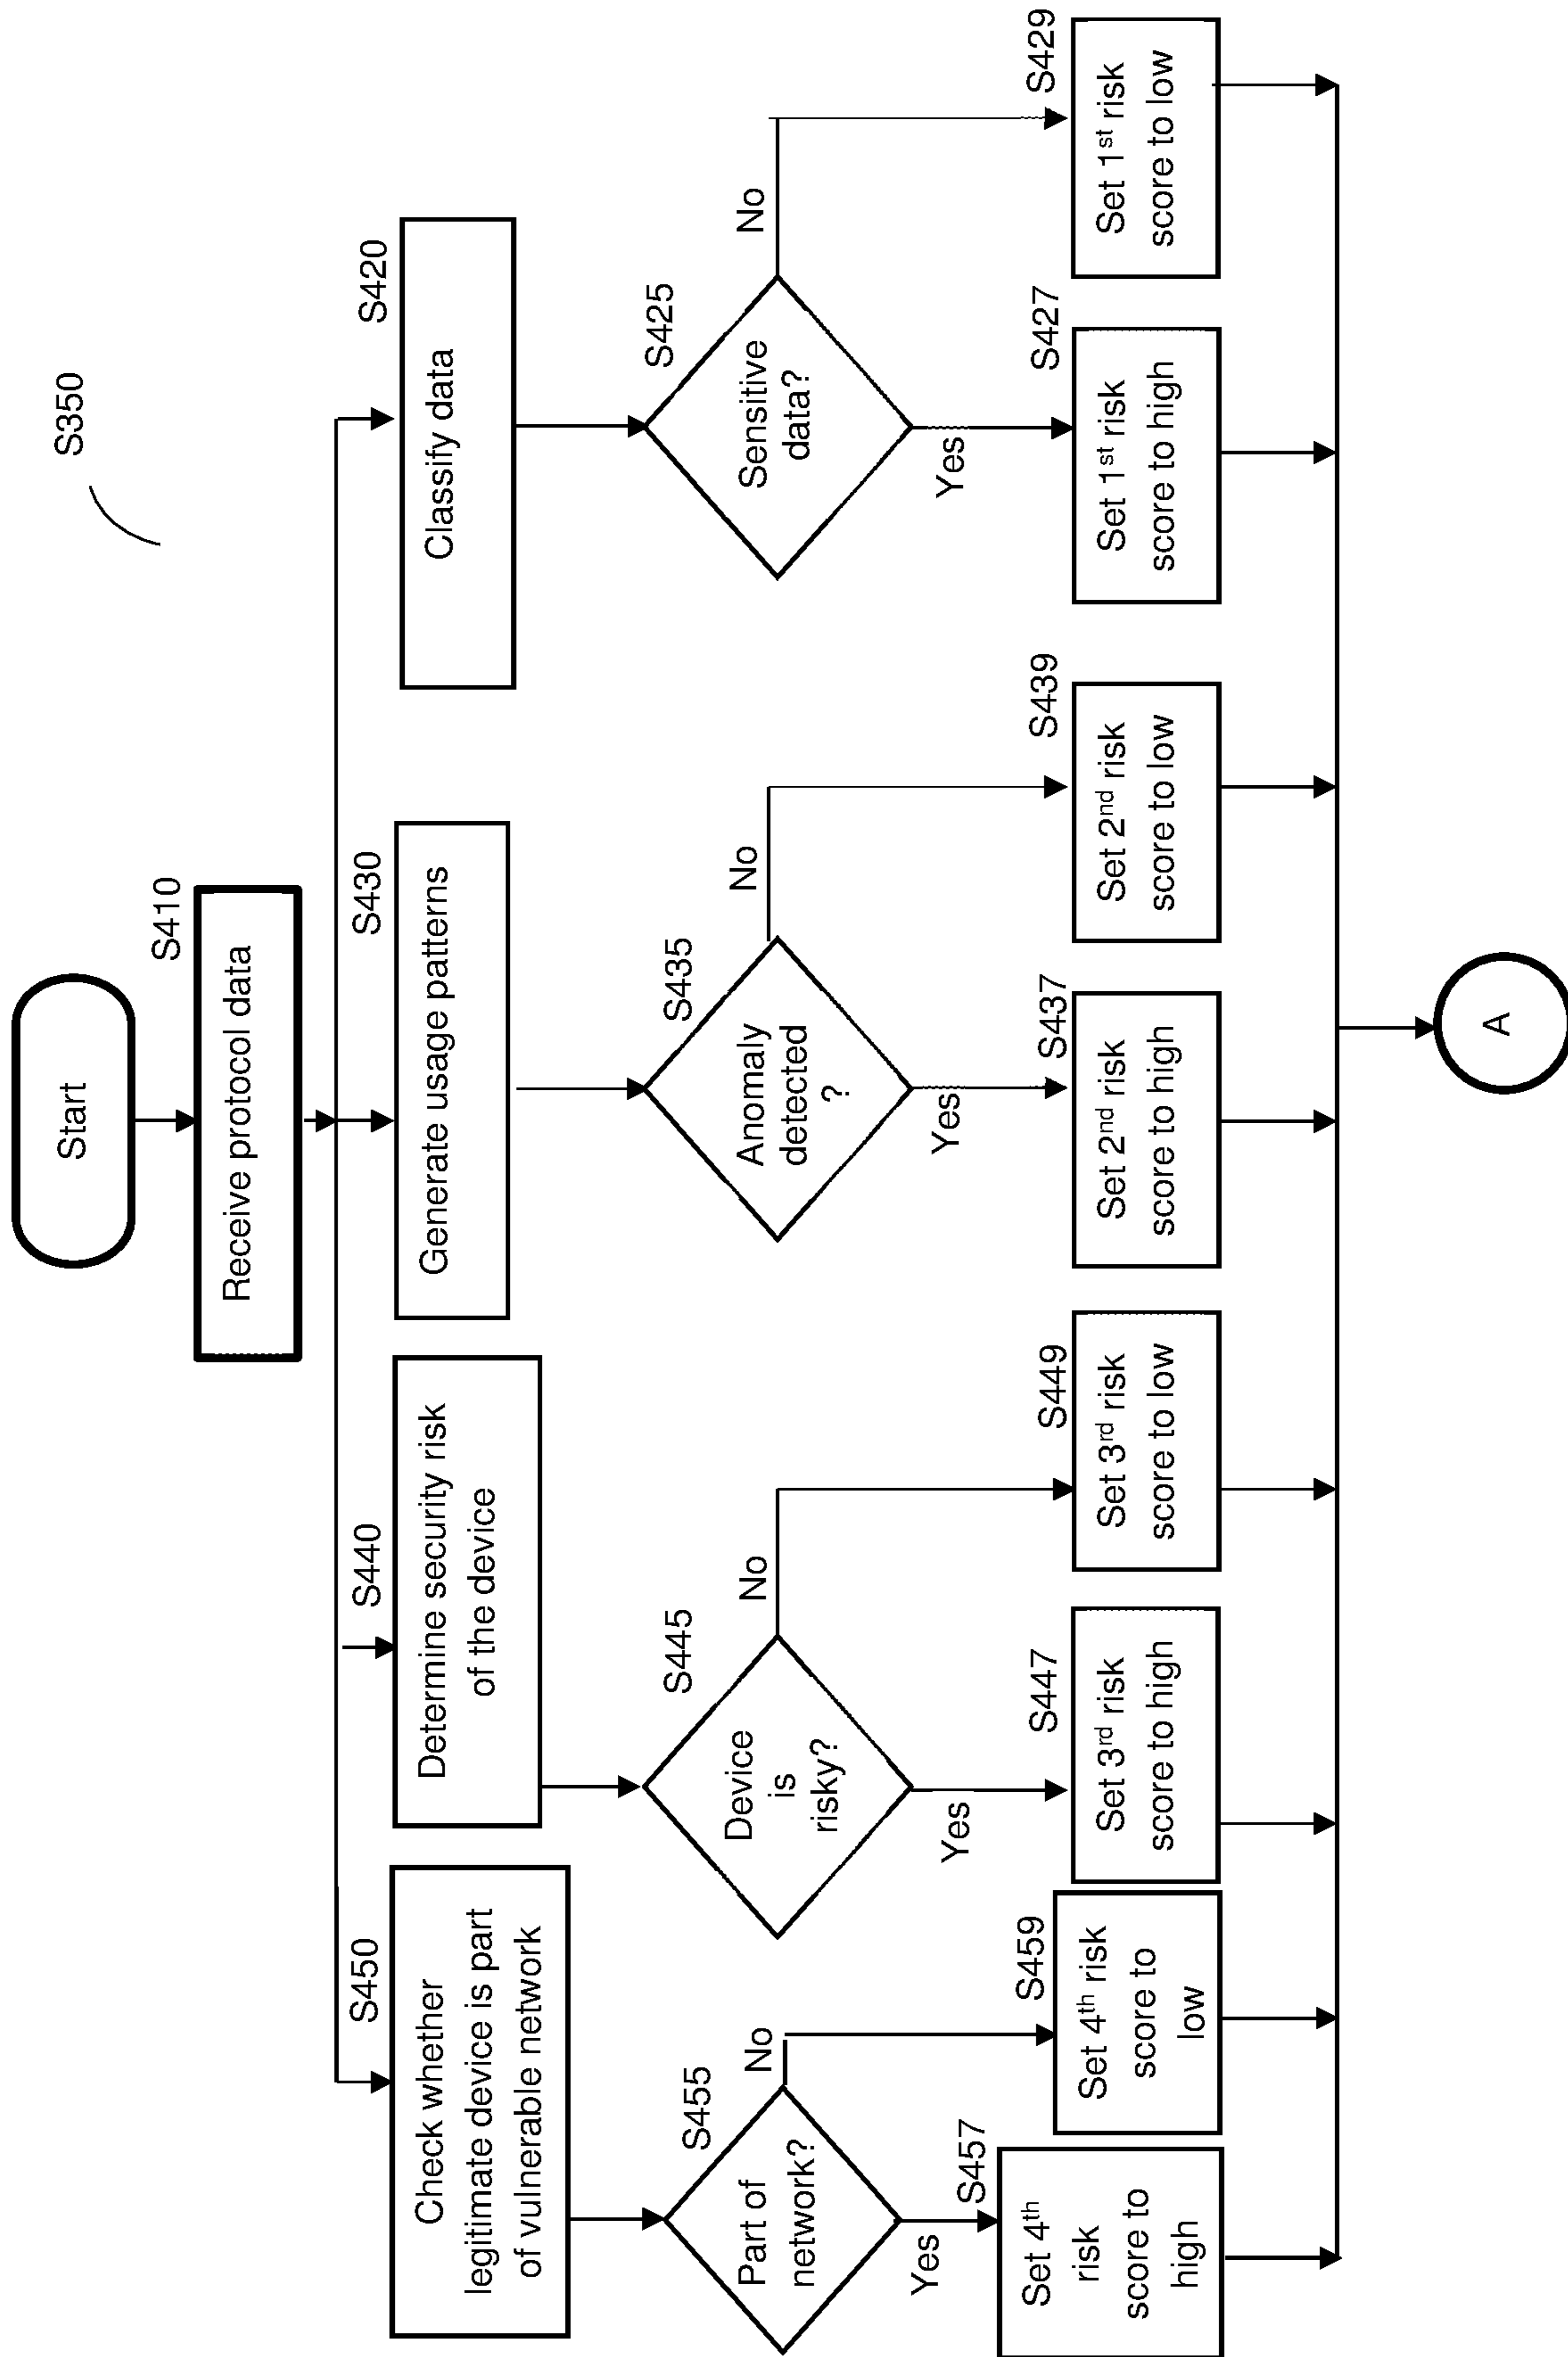 Start
S350
S410
Receive protocol data
S450
Check whether
legitimate device is part
of vulnerable network
S440
Determine security risk
of the device
S430
Generate usage patterns
S420
Classify data
S455
Part of
network?
No
Yes
S445
Device
is
risky?
No
Yes
S435
Anomaly
detected
?
No
Yes
S425
Sensitive
data?
No
Yes
S457
Set 4th
risk
score to
high
S459
Set 4th risk
score to
low
S447
Set 3rd risk
score to high
S449
Set 3rd risk
score to low
S437
Set 2nd risk
score to high
S439
Set 2nd risk
score to low
S427
Set 1st risk
score to high
S429
Set 1st risk
score to low
A